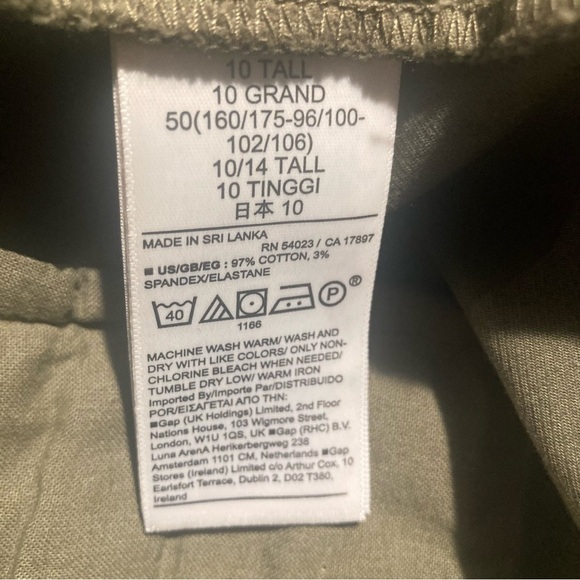 10 TALL
10 GRAND
50(160/175-96/100-
102/106)
10/14 TALL
10 TINGGI
日本 10
MADE IN SRI LANKA
RN 54023 / CA 17897
■ US/GB/EG : 97% COTTON, 3%
SPANDEX/ELASTANE
40 P ®
1166
MACHINE WASH WARM/ WASH AND
DRY WITH LIKE COLORS/ ONLY NON-
CHLORINE BLEACH WHEN NEEDED/
TUMBLE DRY LOW/ WARM IRON
Imported By/Importe Par/DISTRIBUIDO
POR/ΕΙΣΑΓΕΤΑΙ ΑΠΟ ΤΗΝ:
■Gap (UK Holdings) Limited, 2nd Floor
Nations House, 103 Wigmore Street,
London, W1U 1QS, UK ■Gap (RHC) B.V.
Luna ArenA Herikerbergweg 238
Amsterdam 1101 CM, Netherlands ■Gap
Stores (Ireland) Limited c/o Arthur Cox, 10
Earlsfort Terrace, Dublin 2, D02 T380,
Ireland